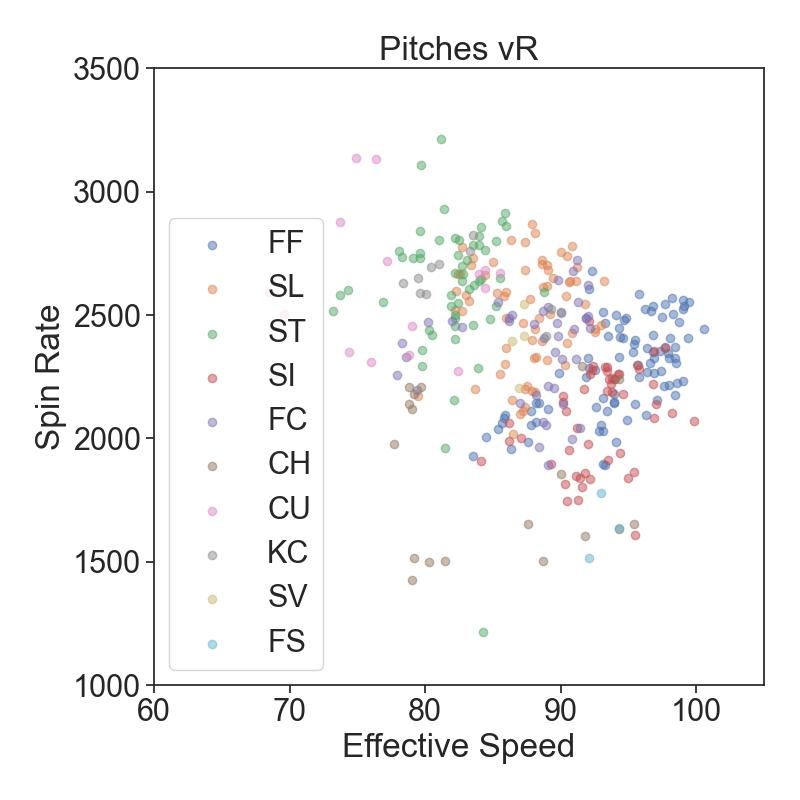 Pitches vR
3500
3000
2500
2000
1500
1000
Spin Rate
FF
SL
ST
SI
FC
CH
CU
KC
SV
FS
60 70 80 90 100
Effective Speed